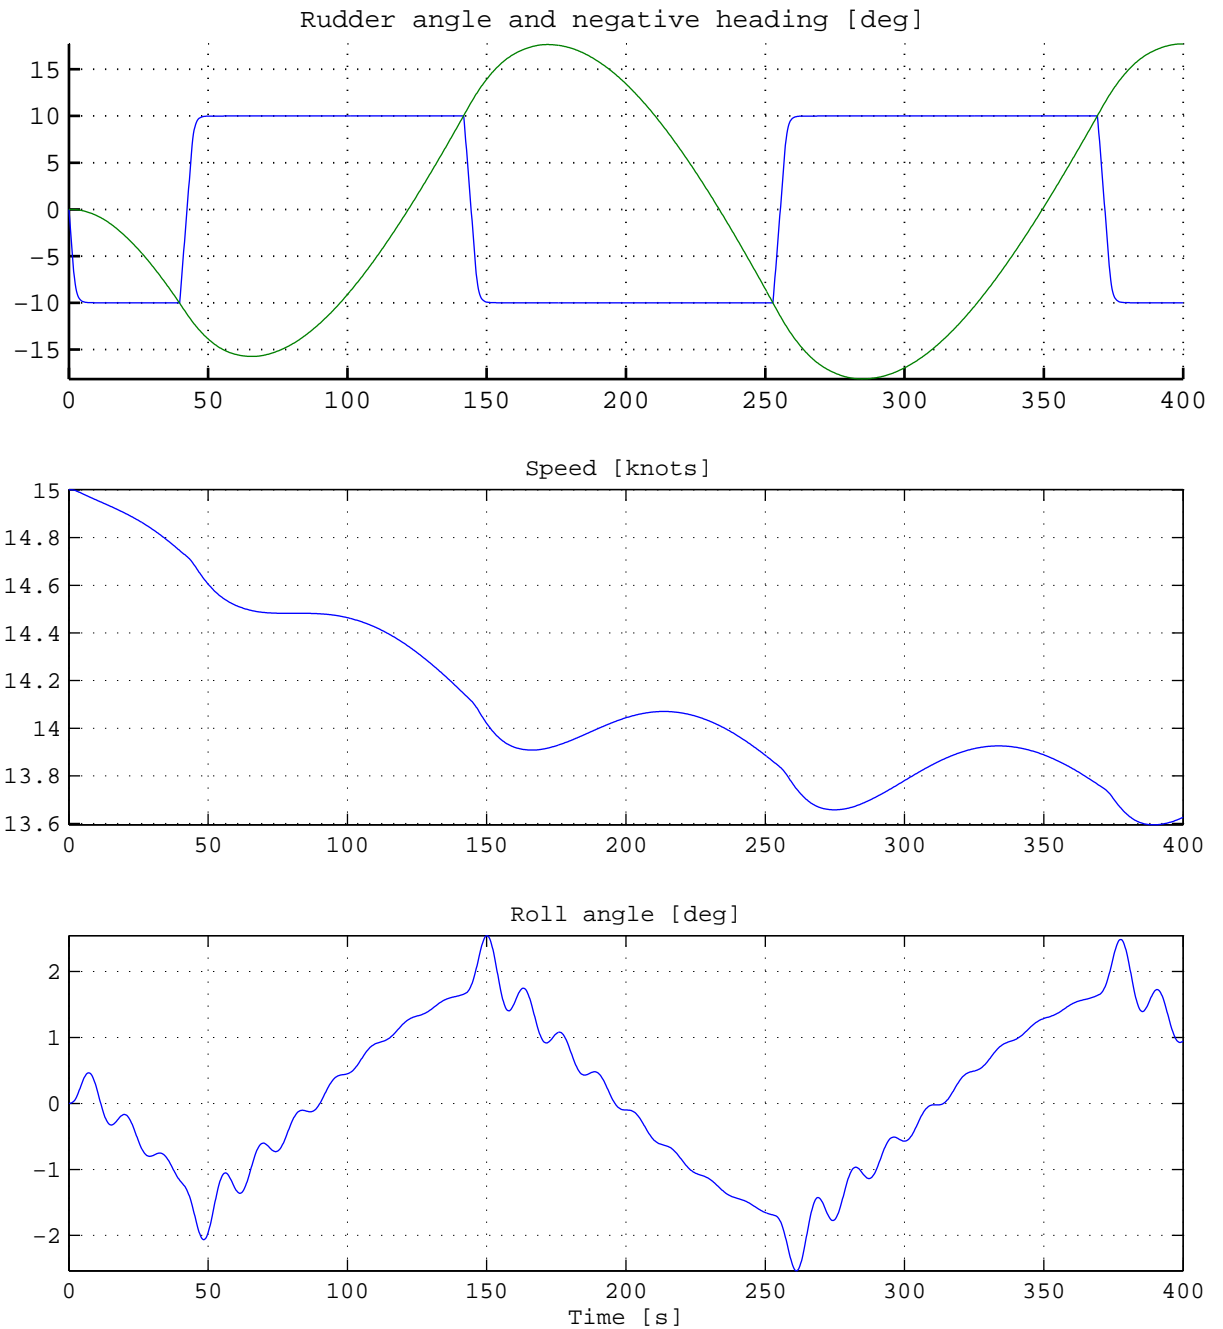 Rudder angle and negative heading [deg]
15
10
5
0
−5
−10
−15
0 50 100 150 200 250 300 350 400
Speed [knots]
15
14.8
14.6
14.4
14.2
14
13.8
13.6
0 50 100 150 200 250 300 350 400
Roll angle [deg]
2
1
0
−1
−2
0 50 100 150 200 250 300 350 400
Time [s]